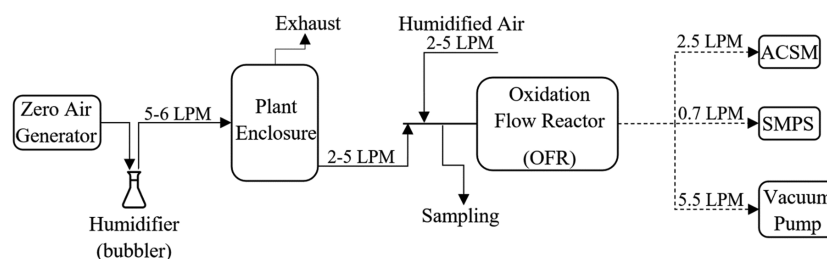 Zero Air
Generator
Humidifier
(bubbler)
5-6 LPM
Exhaust
Plant
Enclosure
2-5 LPM
Humidified Air
2-5 LPM
Sampling
Oxidation
Flow Reactor
(OFR)
2.5 LPM
ACSM
0.7 LPM
SMPS
5.5 LPM
Vacuum
Pump